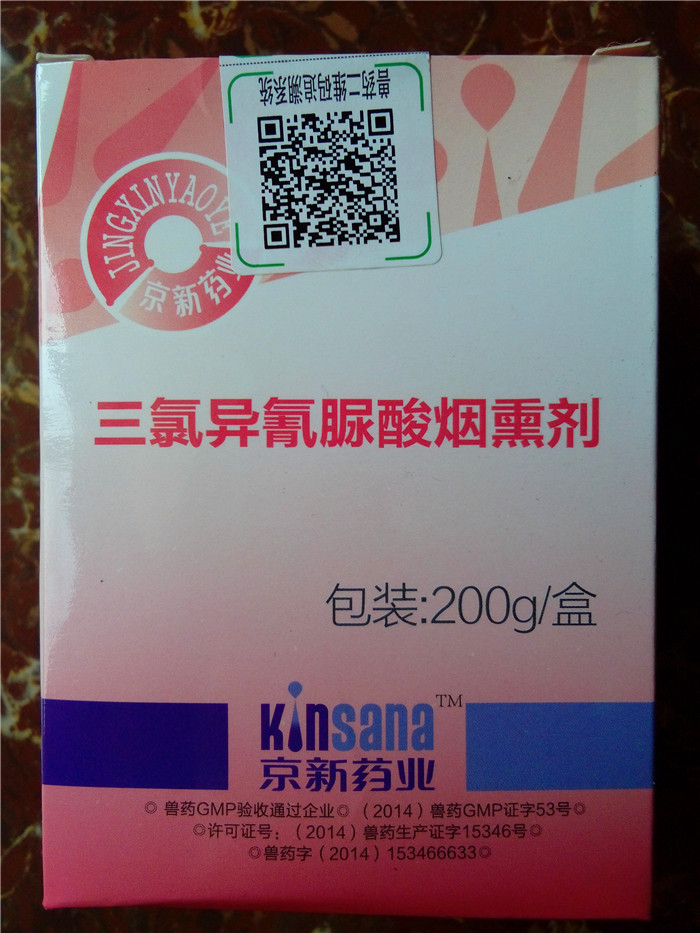 兽药二维码追溯系统
JINGXINYAOYE
京新药业
三氯异氰脲酸烟熏剂
包装:200g/盒
Kinsana™
京新药业
◎ 兽药GMP验收通过企业◎ （2014）兽药GMP证字53号◎
◎许可证号：（2014）兽药生产证字15346号◎
◎兽药字（2014）153466633◎